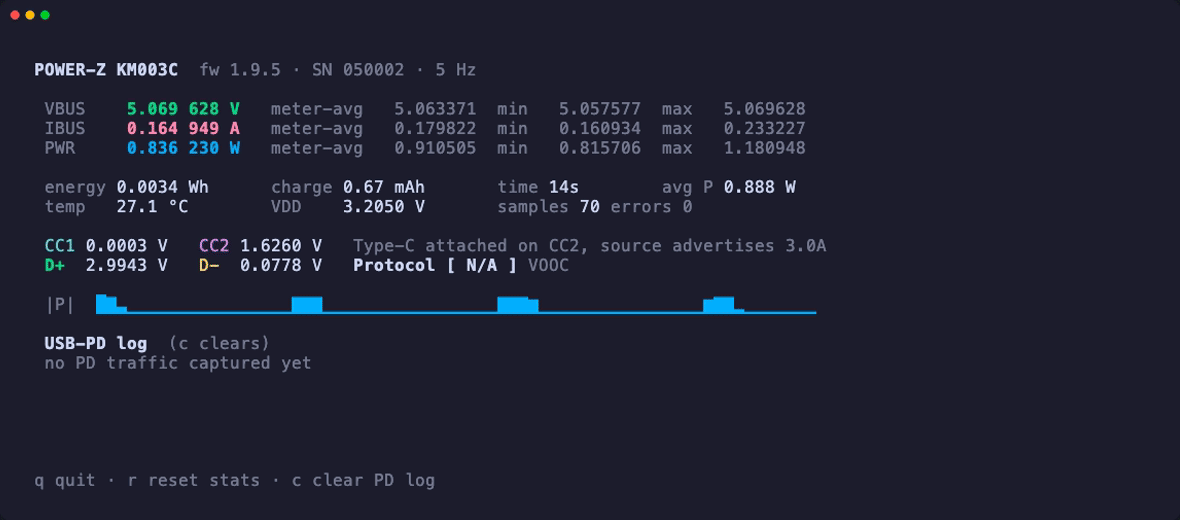 POWER-Z KM003C fw 1.9.5 · SN 050002 · 5 Hz
VBUS 5.069 628 V meter-avg 5.063371 min 5.057577 max 5.069628
IBUS 0.164 949 A meter-avg 0.179822 min 0.160934 max 0.233227
PWR 0.836 230 W meter-avg 0.910505 min 0.815706 max 1.180948
energy 0.0034 Wh charge 0.67 mAh time 14s avg P 0.888 W
temp 27.1 °C VDD 3.2050 V samples 70 errors 0
CC1 0.0003 V CC2 1.6260 V Type-C attached on CC2, source advertises 3.0A
D+ 2.9943 V D- 0.0778 V Protocol [ N/A ] VOOC
|P|
USB-PD log (c clears)
no PD traffic captured yet
q quit · r reset stats · c clear PD log